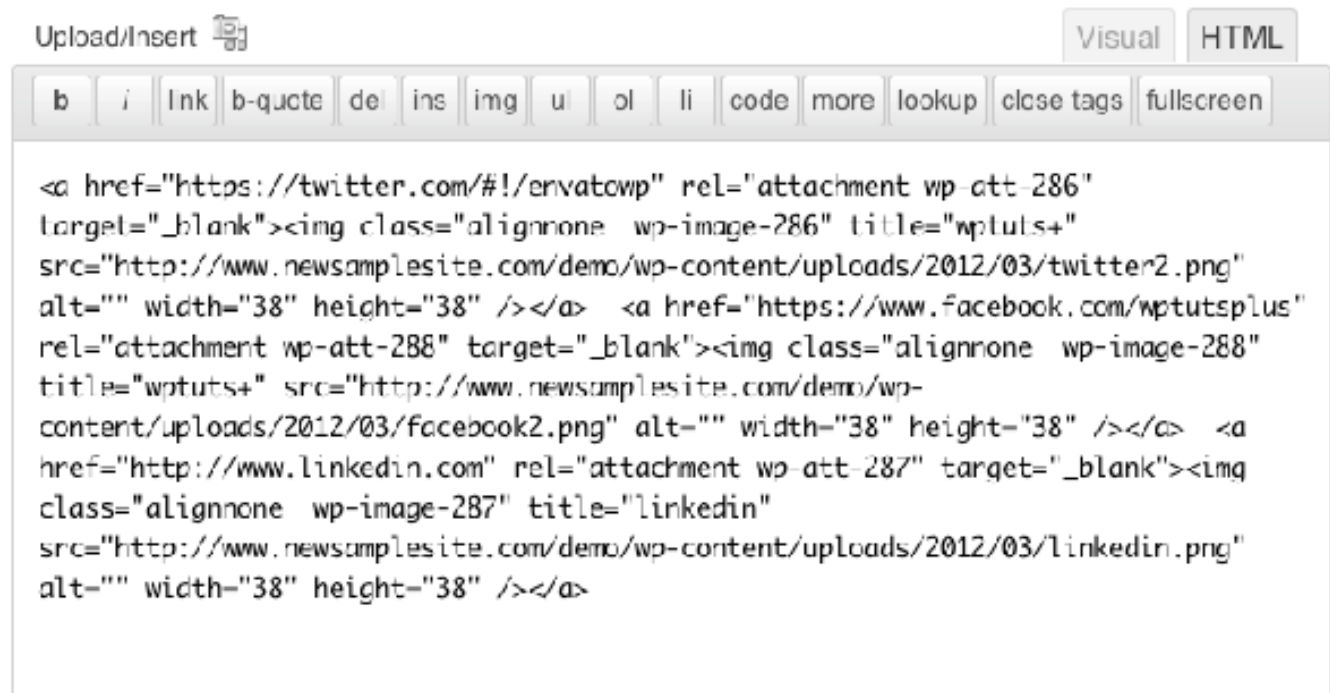 Upload/Insert
Visual HTML
b i link b-quote del ins img ul ol li code more lookup close tags fullscreen
<a href="https://twitter.com/#!/envatowp" rel="attachment wp-att-286"
target="_blank"><img class="alignnone  wp-image-286" title="wptuts+"
src="http://www.newsamplesite.com/demo/wp-content/uploads/2012/03/twitter2.png"
alt="" width="38" height="38" /></a>  <a href="https://www.facebook.com/wptutsplus"
rel="attachment wp-att-288" target="_blank"><img class="alignnone  wp-image-288"
title="wptuts+" src="http://www.newsamplesite.com/demo/wp-
content/uploads/2012/03/facebook2.png" alt="" width="38" height="38" /></a>  <a
href="http://www.linkedin.com" rel="attachment wp-att-287" target="_blank"><img
class="alignnone  wp-image-287" title="linkedin"
src="http://www.newsamplesite.com/demo/wp-content/uploads/2012/03/linkedin.png"
alt="" width="38" height="38" /></a>